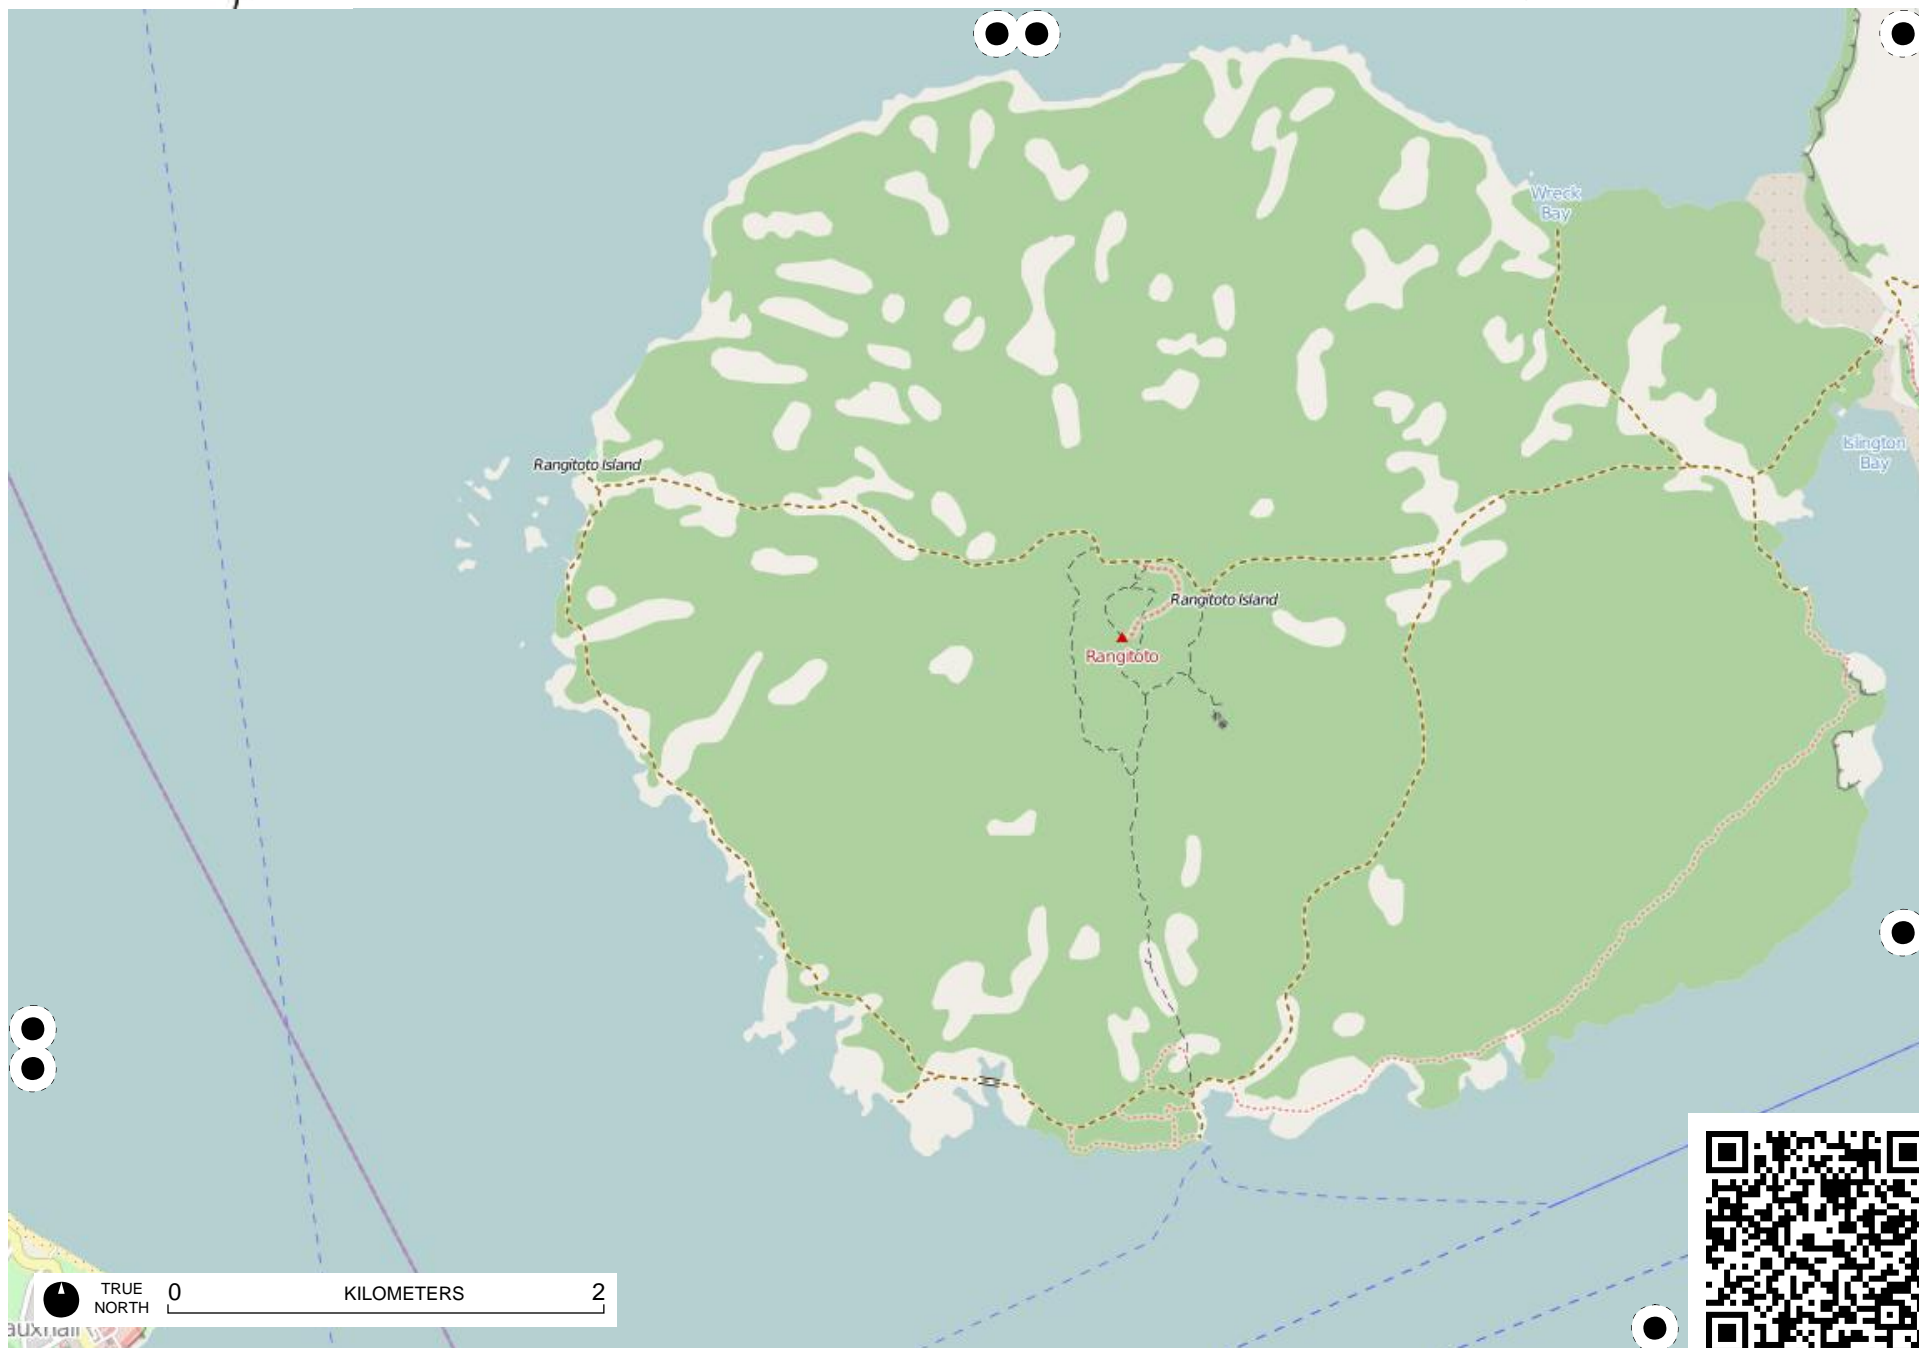 Wreck
Bay
Islington
Bay
Rangitoto Island
Rangitoto Island
Rangitoto
TRUE
NORTH
0
KILOMETERS
2